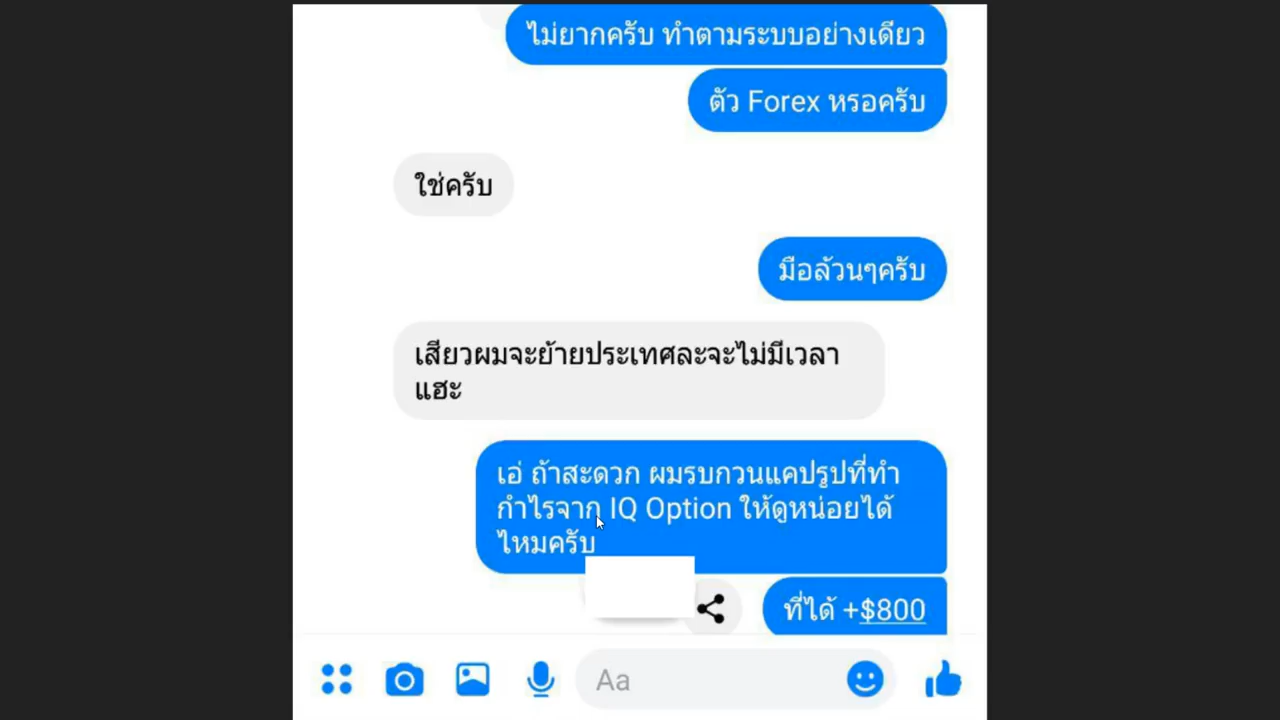 ไม่ยากครับ ทำตามระบบอย่างเดียว
ตัว Forex หรอครับ
ใช่ครับ
มือล้วนๆครับ
เสียวผมจะย้ายประเทศละจะไม่มีเวลา
แฮะ
เอ่ ถ้าสะดวก ผมรบกวนแคปรูปที่ทำ
กำไรจาก IQ Option ให้ดูหน่อยได้
ไหมครับ
ที่ได้ +$800
Aa